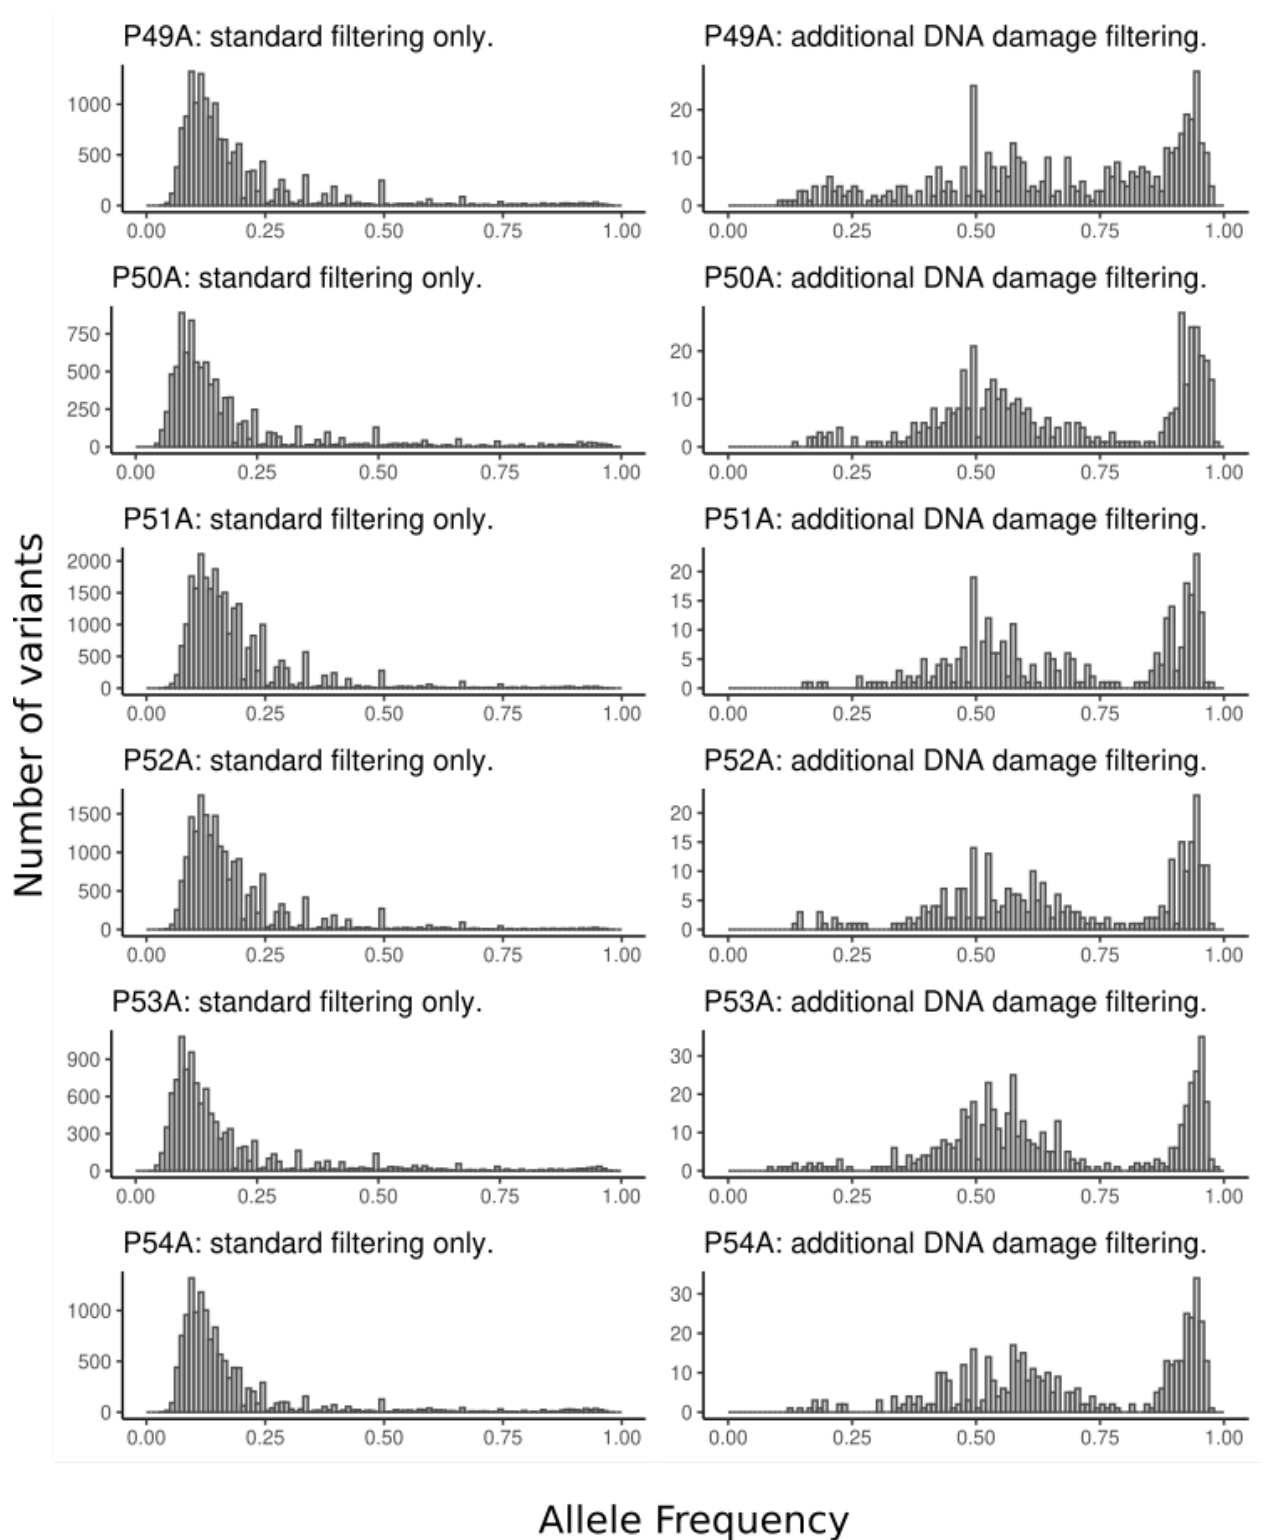 P49A: standard filtering only.
P49A: additional DNA damage filtering.
1000
500
0
0.00 0.25 0.50 0.75 1.00
20
10
0
0.00 0.25 0.50 0.75 1.00
P50A: standard filtering only.
P50A: additional DNA damage filtering.
750
500
250
0
0.00 0.25 0.50 0.75 1.00
20
10
0
0.00 0.25 0.50 0.75 1.00
P51A: standard filtering only.
P51A: additional DNA damage filtering.
2000
1500
1000
500
0
0.00 0.25 0.50 0.75 1.00
20
15
10
5
0
0.00 0.25 0.50 0.75 1.00
Number of variants
P52A: standard filtering only.
P52A: additional DNA damage filtering.
1500
1000
500
0
0.00 0.25 0.50 0.75 1.00
20
15
10
5
0
0.00 0.25 0.50 0.75 1.00
P53A: standard filtering only.
P53A: additional DNA damage filtering.
900
600
300
0
0.00 0.25 0.50 0.75 1.00
30
20
10
0
0.00 0.25 0.50 0.75 1.00
P54A: standard filtering only.
P54A: additional DNA damage filtering.
1000
500
0
0.00 0.25 0.50 0.75 1.00
30
20
10
0
0.00 0.25 0.50 0.75 1.00
Allele Frequency